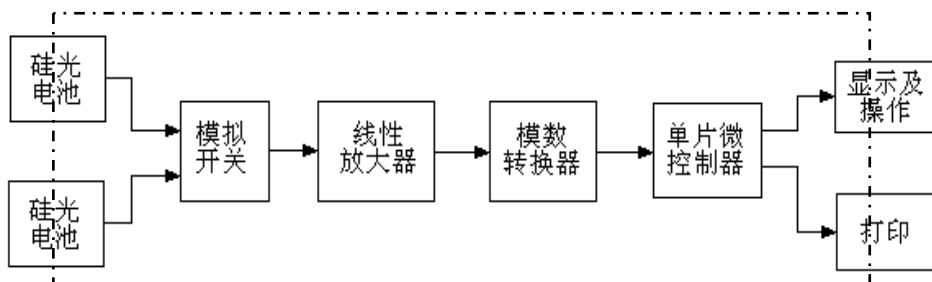 硅光
电池
模拟
开关
线性
放大器
模数
转换器
单片微
控制器
显示及
操作
硅光
电池
打印